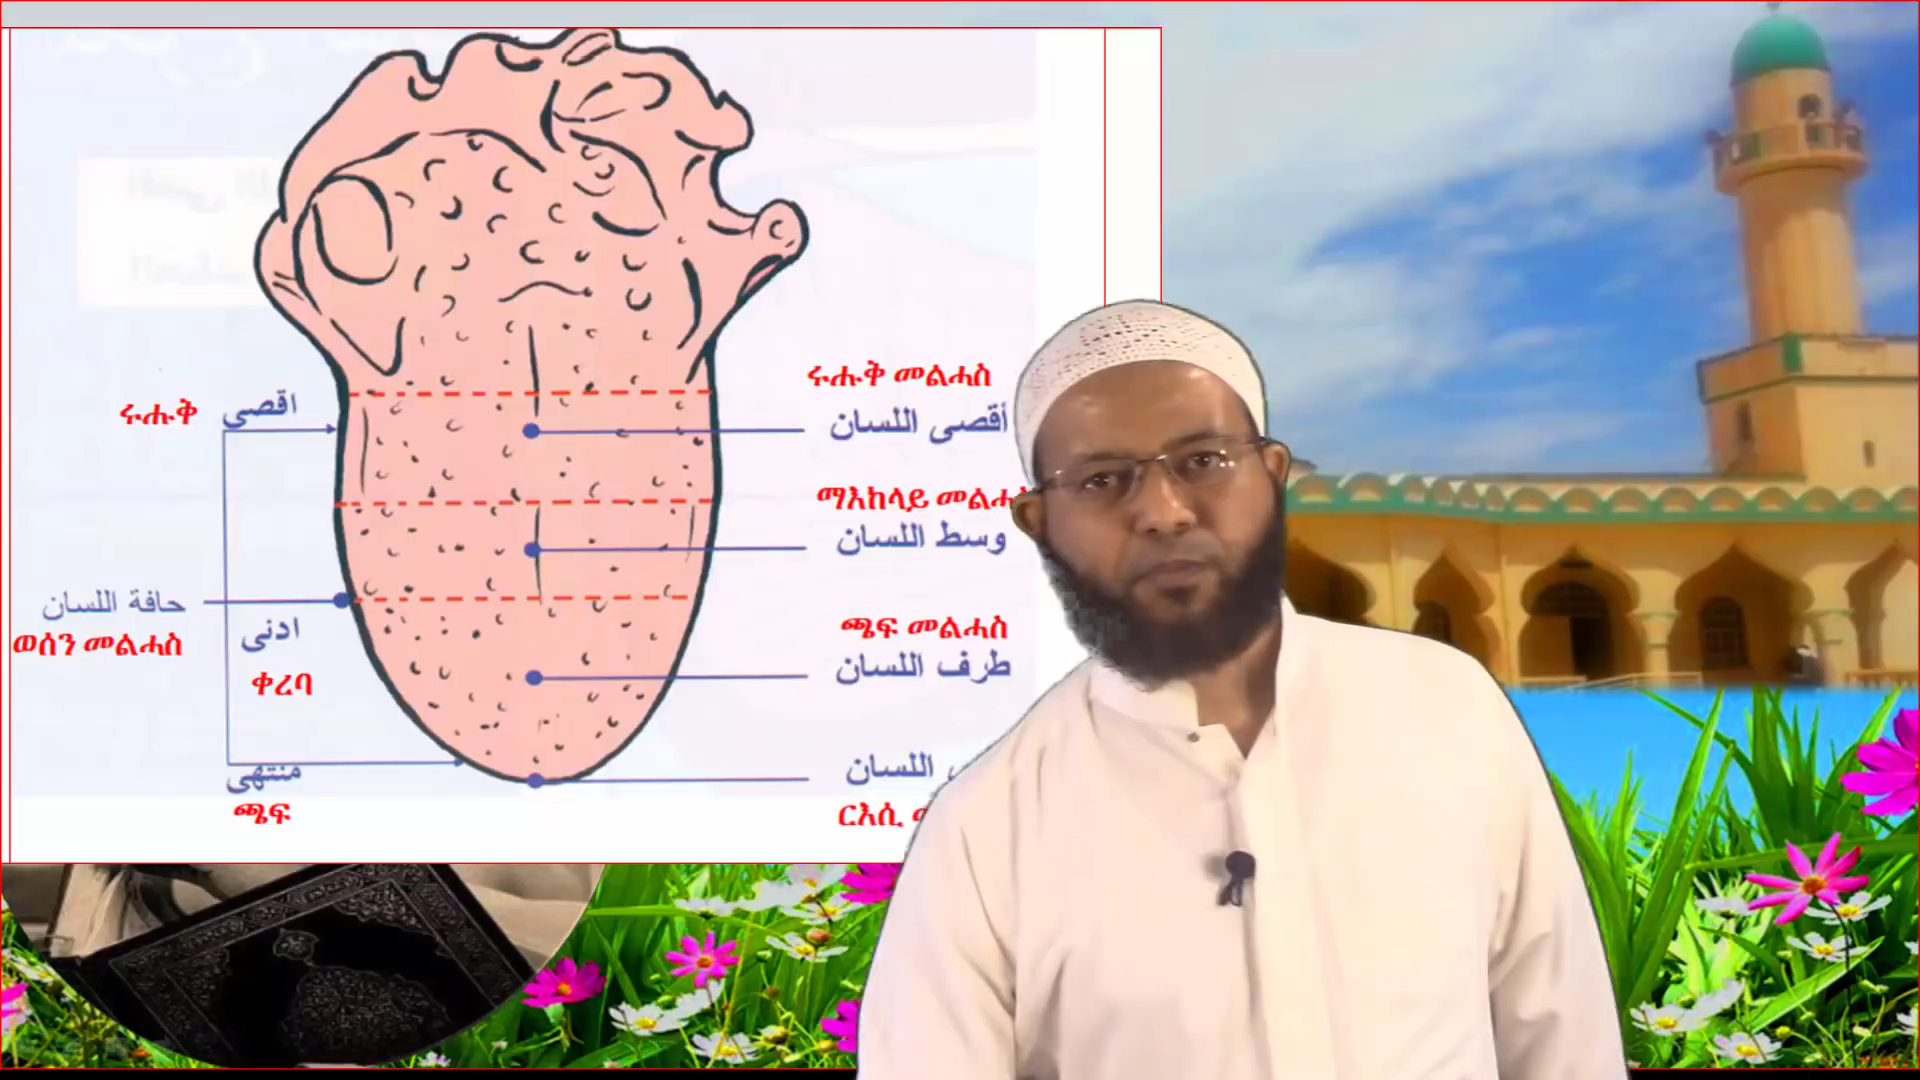 ሩሑቅ
اقصى
حافة اللسان
ወሰን መልሓስ
ادنى
ቀረባ
منتهى
ጫፍ
ሩሑቅ መልሓስ
أقصى اللسان
ማእከላይ
وسط اللسان
ጫፍ መልሓስ
طرف اللسان
اللسان
ርእሲ